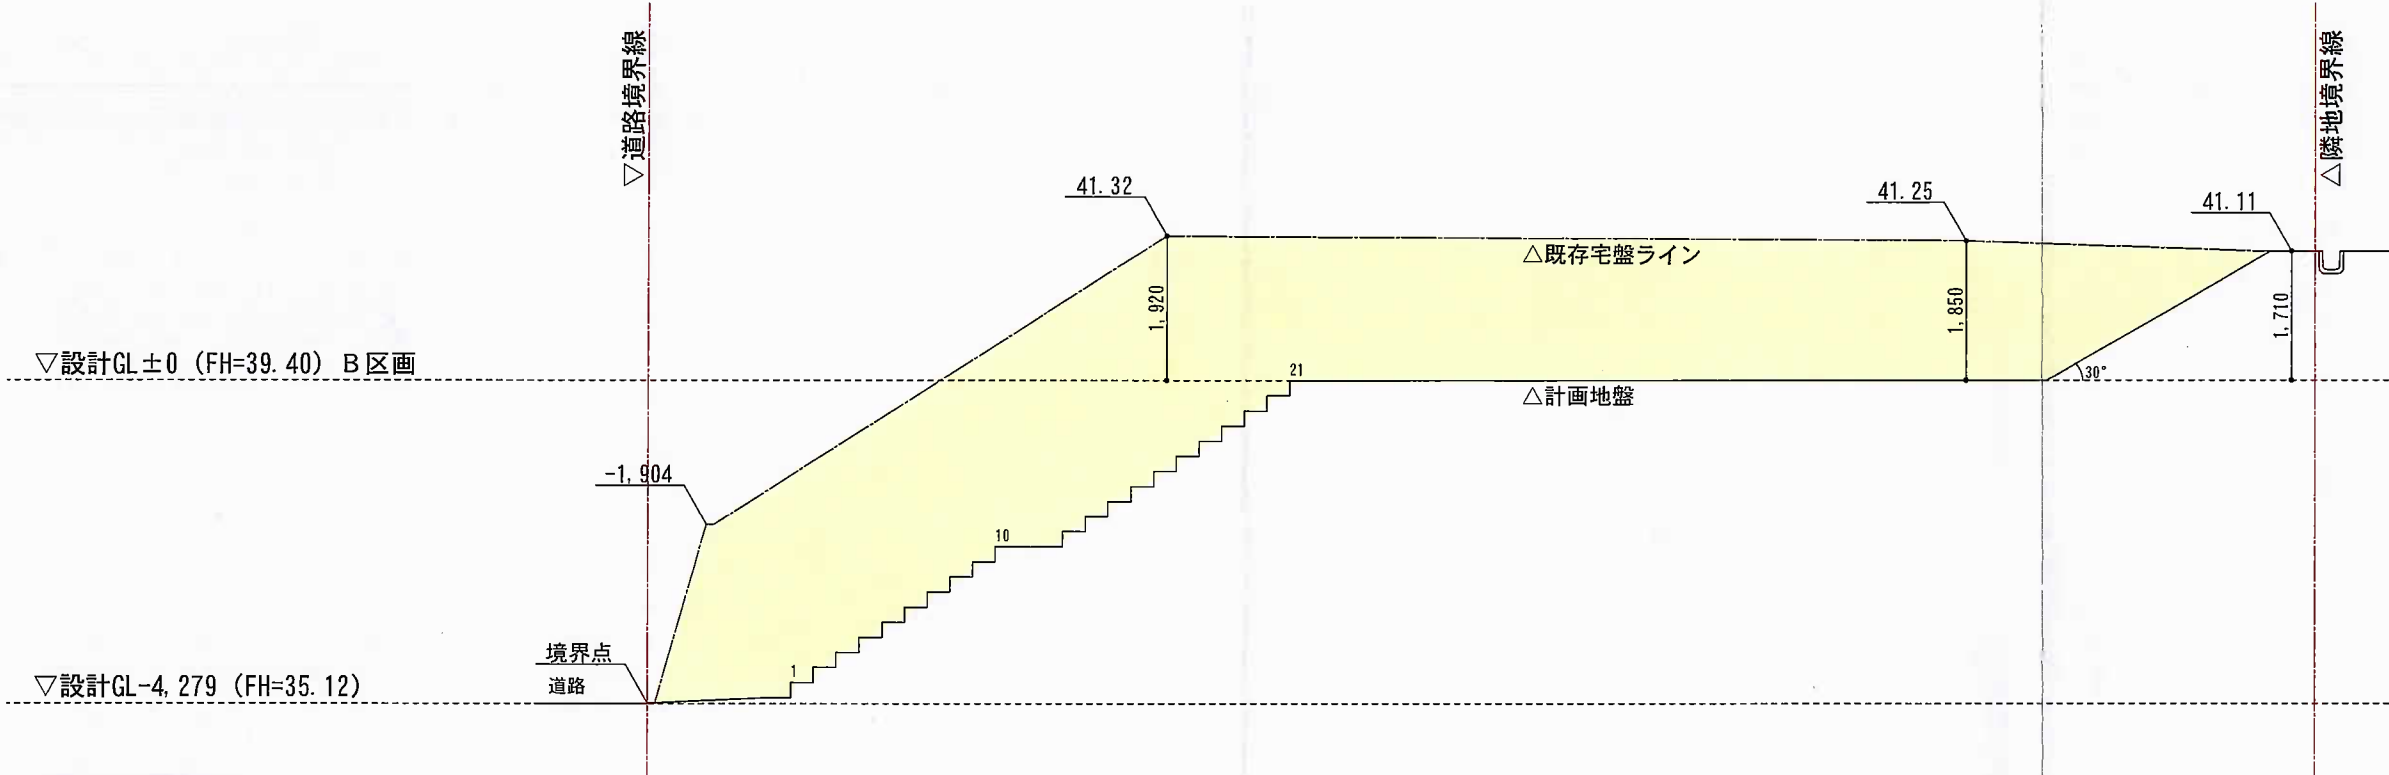 ▽道路境界線
△隣地境界線
41.32
41.25
41.11
△既存宅盤ライン
1,920
1,850
1,710
▽設計GL±0 (FH=39.40) B区画
21
30°
△計画地盤
-1,904
10
境界点
1
▽設計GL-4,279 (FH=35.12)
道路